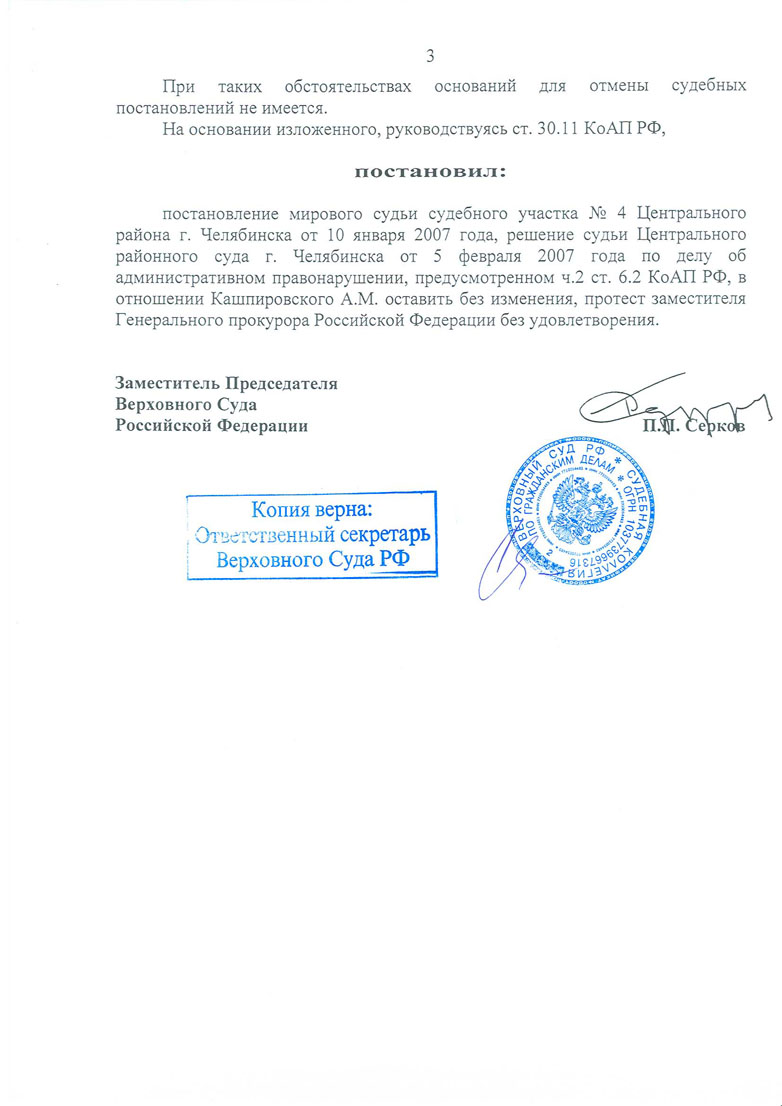 3
При таких обстоятельствах оснований для отмены судебных
постановлений не имеется.
На основании изложенного, руководствуясь ст. 30.11 КоАП РФ,
постановил:
постановление мирового судьи судебного участка № 4 Центрального
района г. Челябинска от 10 января 2007 года, решение судьи Центрального
районного суда г. Челябинска от 5 февраля 2007 года по делу об
административном правонарушении, предусмотренном ч.2 ст. 6.2 КоАП РФ, в
отношении Кашпировского А.М. оставить без изменения, протест заместителя
Генерального прокурора Российской Федерации без удовлетворения.
Заместитель Председателя
Верховного Суда
Российской Федерации
П.П. Серков
ВЕРХОВНЫЙ СУД РФ * СУДЕБНАЯ КОЛЛЕГИЯ
ПО ГРАЖДАНСКИМ ДЕЛАМ * ОГРН 1037739667316
2
Копия верна:
Ответственный секретарь
Верховного Суда РФ